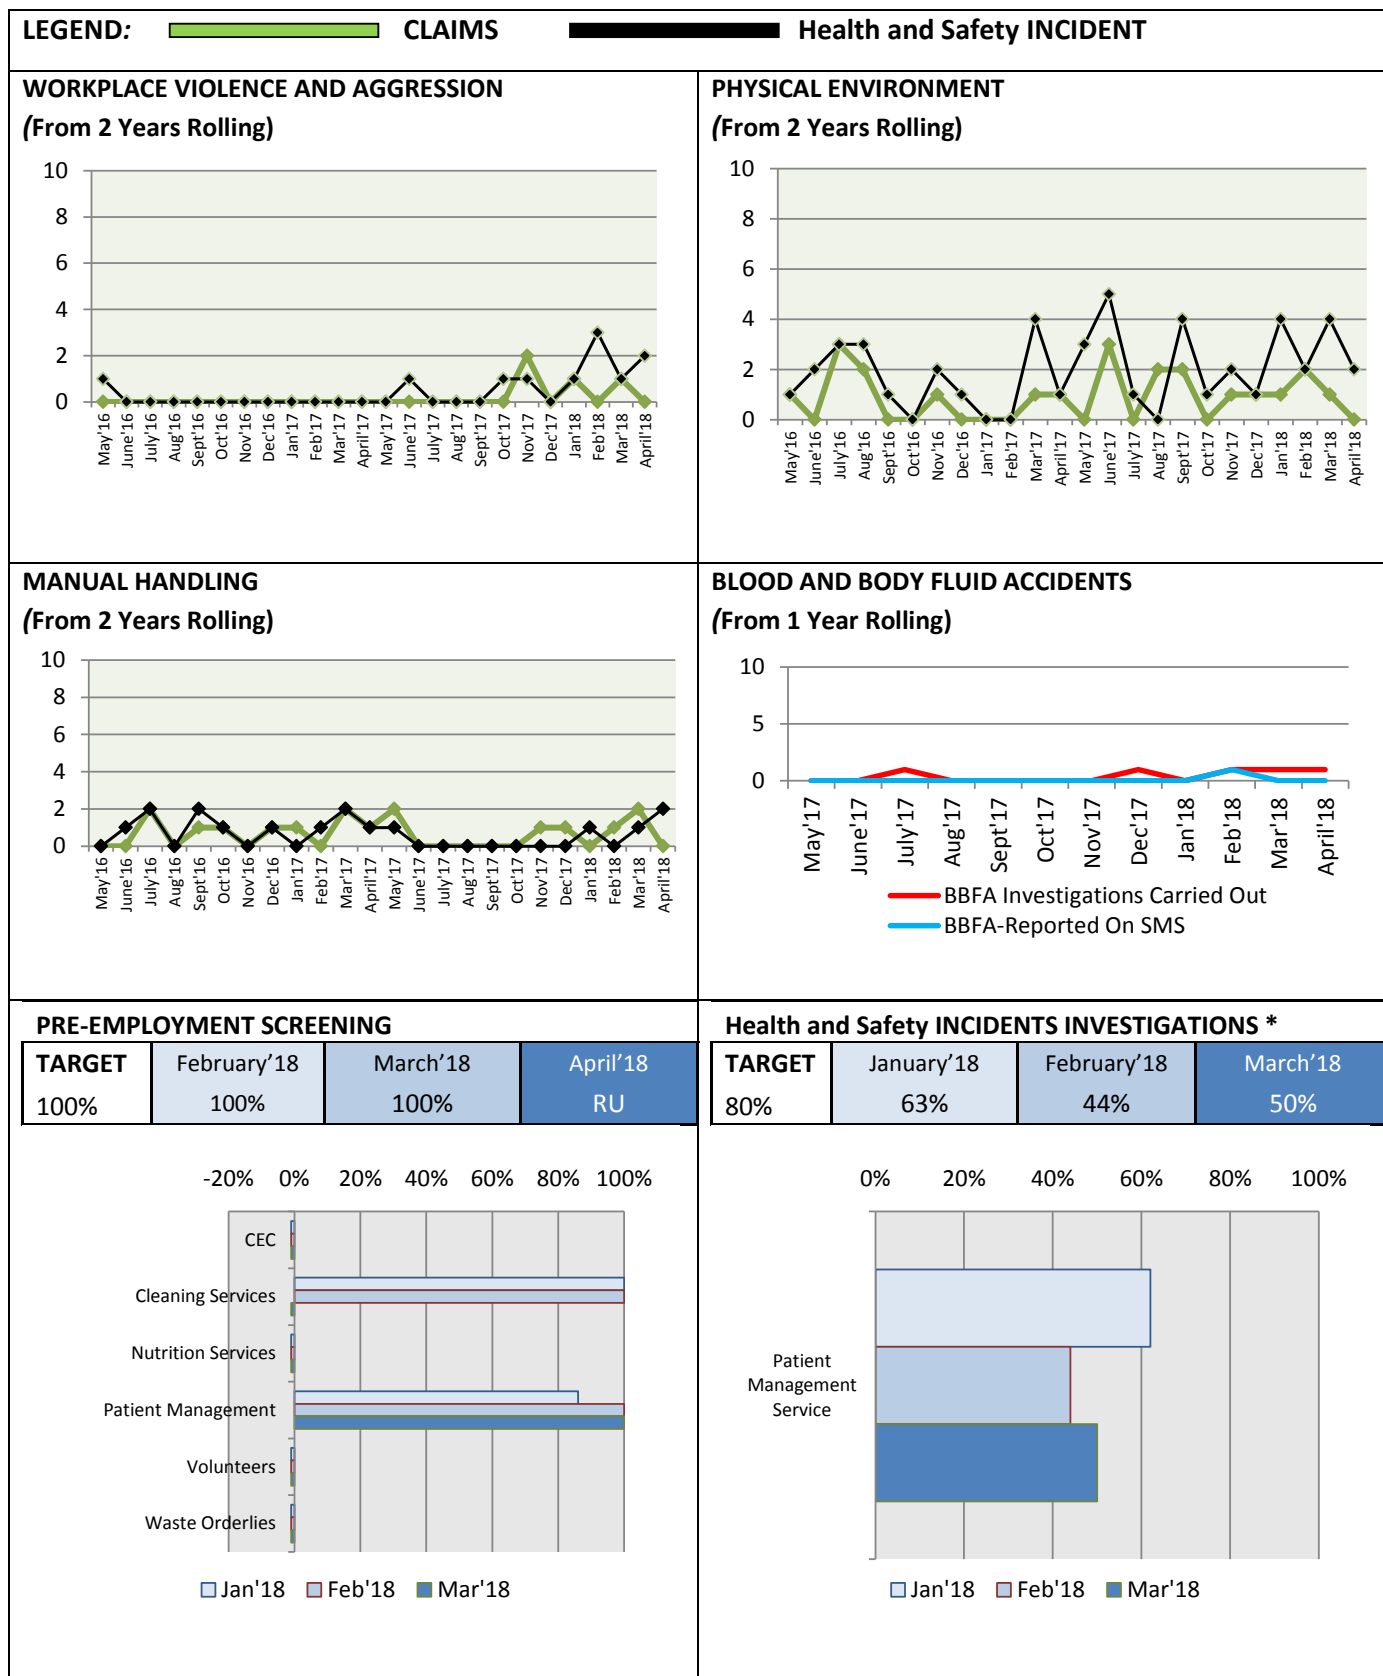 LEGEND: CLAIMS Health and Safety INCIDENT
WORKPLACE VIOLENCE AND AGGRESSION
(From 2 Years Rolling)
10
8
6
4
2
0
May'16 June'16 July'16 Aug'16 Sept'16 Oct'16 Nov'16 Dec'16 Jan'17 Feb'17 Mar'17 April'17 May'17 June'17 July'17 Aug'17 Sept'17 Oct'17 Nov'17 Dec'17 Jan'18 Feb'18 Mar'18 April'18
PHYSICAL ENVIRONMENT
(From 2 Years Rolling)
10
8
6
4
2
0
May'16 June'16 July'16 Aug'16 Sept'16 Oct'16 Nov'16 Dec'16 Jan'17 Feb'17 Mar'17 April'17 May'17 June'17 July'17 Aug'17 Sept'17 Oct'17 Nov'17 Dec'17 Jan'18 Feb'18 Mar'18 April'18
MANUAL HANDLING
(From 2 Years Rolling)
10
8
6
4
2
0
May'16 June'16 July'16 Aug'16 Sept'16 Oct'16 Nov'16 Dec'16 Jan'17 Feb'17 Mar'17 April'17 May'17 June'17 July'17 Aug'17 Sept'17 Oct'17 Nov'17 Dec'17 Jan'18 Feb'18 Mar'18 April'18
BLOOD AND BODY FLUID ACCIDENTS
(From 1 Year Rolling)
10
5
0
May'17 June'17 July'17 Aug'17 Sept'17 Oct'17 Nov'17 Dec'17 Jan'18 Feb'18 Mar'18 April'18
BBFA Investigations Carried Out
BBFA-Reported On SMS
PRE-EMPLOYMENT SCREENING
TARGET February’18 March’18 April’18
100% 100% 100% RU
-20% 0% 20% 40% 60% 80% 100%
CEC
Cleaning Services
Nutrition Services
Patient Management
Volunteers
Waste Orderlies
Jan'18 Feb'18 Mar'18
Health and Safety INCIDENTS INVESTIGATIONS *
TARGET January’18 February’18 March’18
80% 63% 44% 50%
0% 20% 40% 60% 80% 100%
Patient
Management
Service
Jan'18 Feb'18 Mar'18